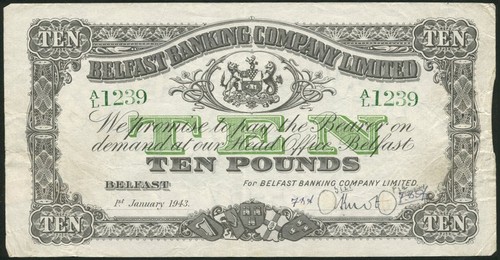 TEN TEN
BELFAST BANKING COMPANY LIMITED
A/L 1239 A/L 1239
TEN
We promise to pay the Bearer on
demand at our Head Office Belfast
TEN POUNDS
BELFAST For BELFAST BANKING COMPANY LIMITED.
1st January 1943.
TEN TEN